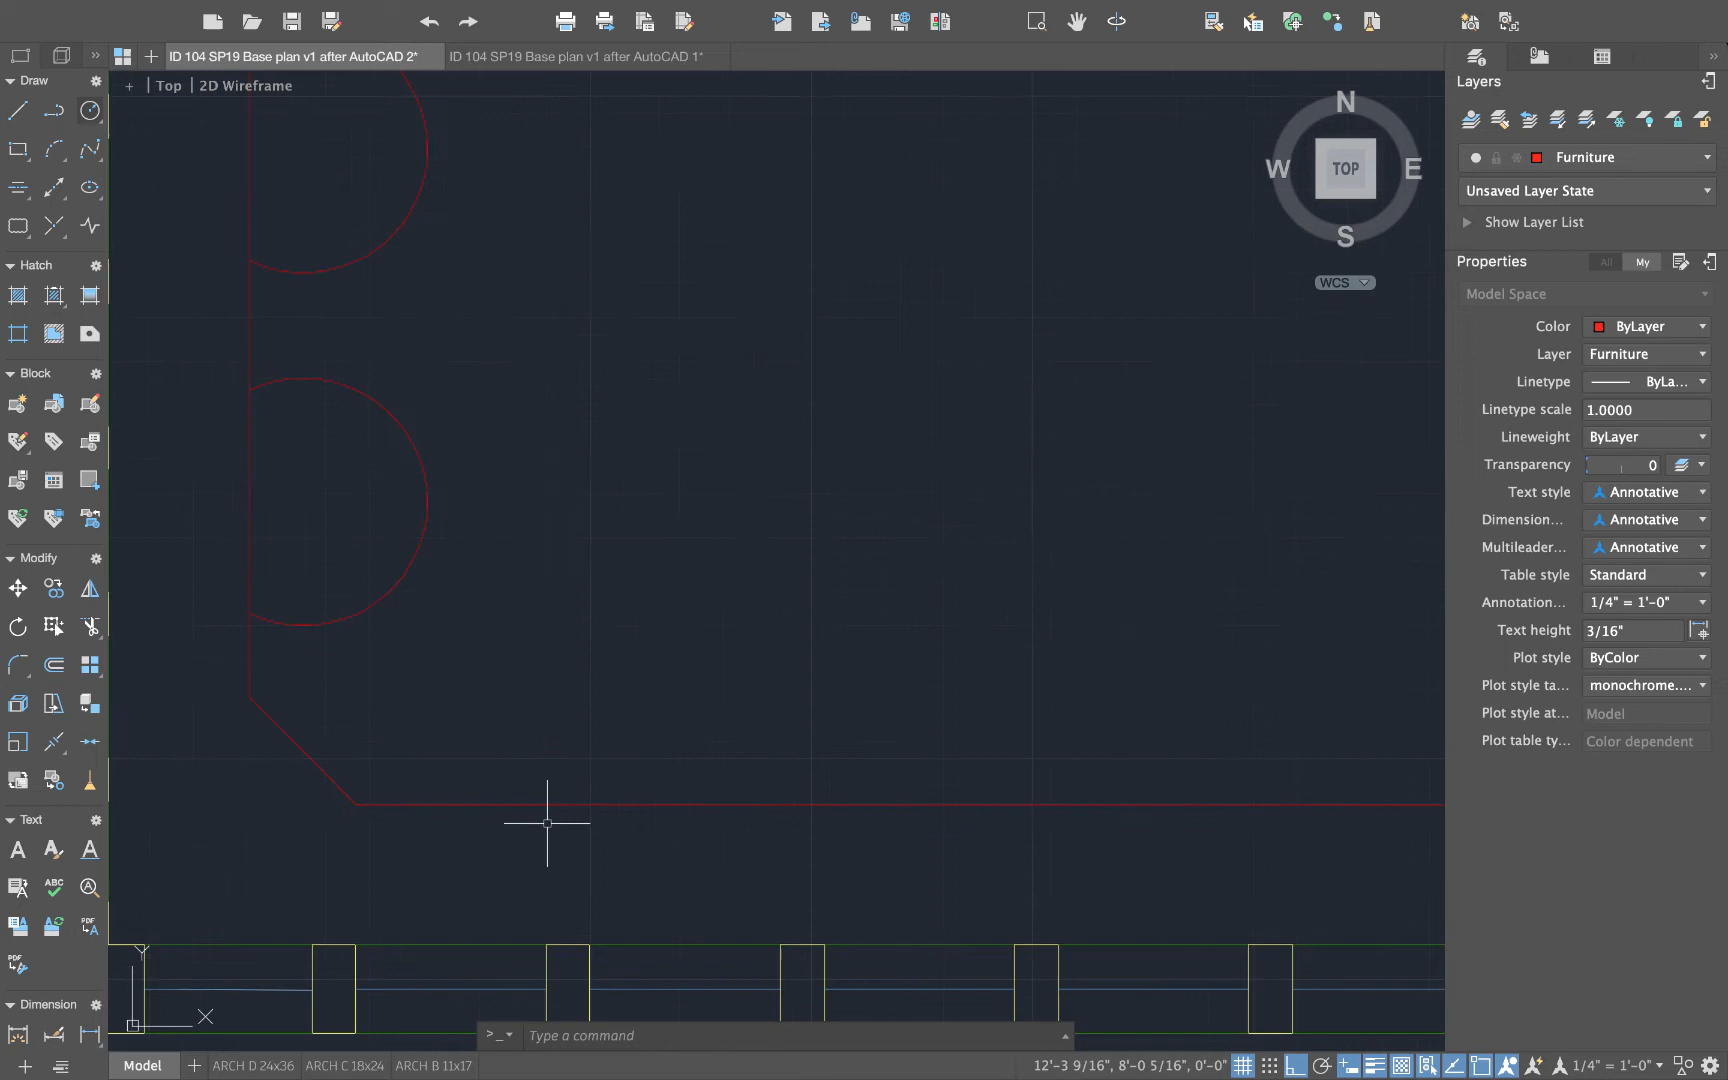 ID 104 SP19 Base plan v1 after AutoCAD 2*
ID 104 SP19 Base plan v1 after AutoCAD 1*
Draw
Hatch
Block
Modify
Text
A
A
A
A
ABC
A
PDF
A
PDF
Dimension
+ | Top | 2D Wireframe
N
W
TOP
E
S
WCS
Y
X
>_
Type a command
Layers
Furniture
Unsaved Layer State
Show Layer List
Properties
All
My
Model Space
Color ByLayer
Layer Furniture
Linetype ByLa...
Linetype scale 1.0000
Lineweight ByLayer
Transparency 0
Text style Annotative
Dimension... Annotative
Multileader... Annotative
Table style Standard
Annotation... 1/4" = 1'-0"
Text height 3/16"
Plot style ByColor
Plot style ta... monochrome....
Plot style at... Model
Plot table ty... Color dependent
Model
ARCH D 24x36
ARCH C 18x24
ARCH B 11x17
12'-3 9/16", 8'-0 5/16", 0'-0"
1/4" = 1'-0"